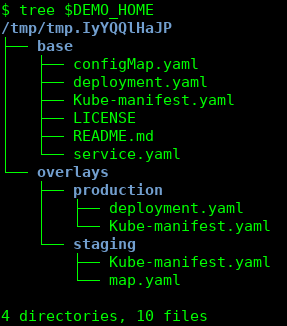 $ tree $DEMO_HOME
/tmp/tmp.IyYQQlHaJP
├── base
│   ├── configMap.yaml
│   ├── deployment.yaml
│   ├── Kube-manifest.yaml
│   ├── LICENSE
│   ├── README.md
│   └── service.yaml
└── overlays
    ├── production
    │   ├── deployment.yaml
    │   └── Kube-manifest.yaml
    └── staging
        ├── Kube-manifest.yaml
        └── map.yaml
4 directories, 10 files